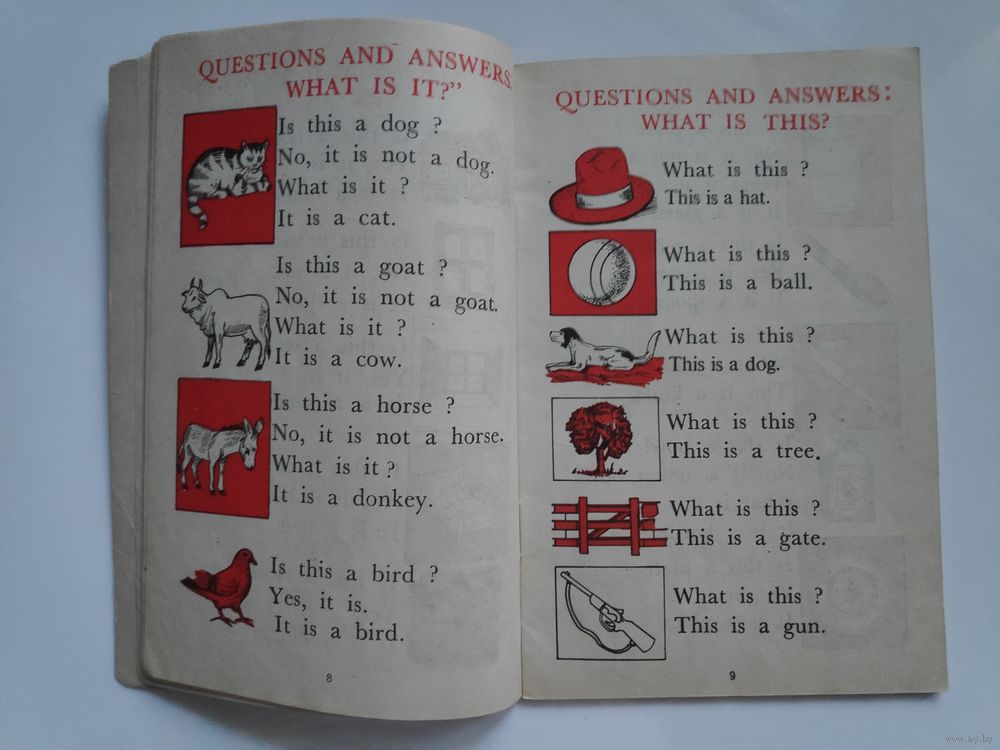 QUESTIONS AND ANSWERS
WHAT IS IT?”
Is this a dog ?
No, it is not a dog.
What is it ?
It is a cat.
Is this a goat ?
No, it is not a goat.
What is it ?
It is a cow.
Is this a horse ?
No, it is not a horse.
What is it ?
It is a donkey.
Is this a bird ?
Yes, it is.
It is a bird.
8
QUESTIONS AND ANSWERS:
WHAT IS THIS?
What is this ?
This is a hat.
What is this ?
This is a ball.
What is this ?
This is a dog.
What is this ?
This is a tree.
What is this ?
This is a gate.
What is this ?
This is a gun.
9
www.ay.by